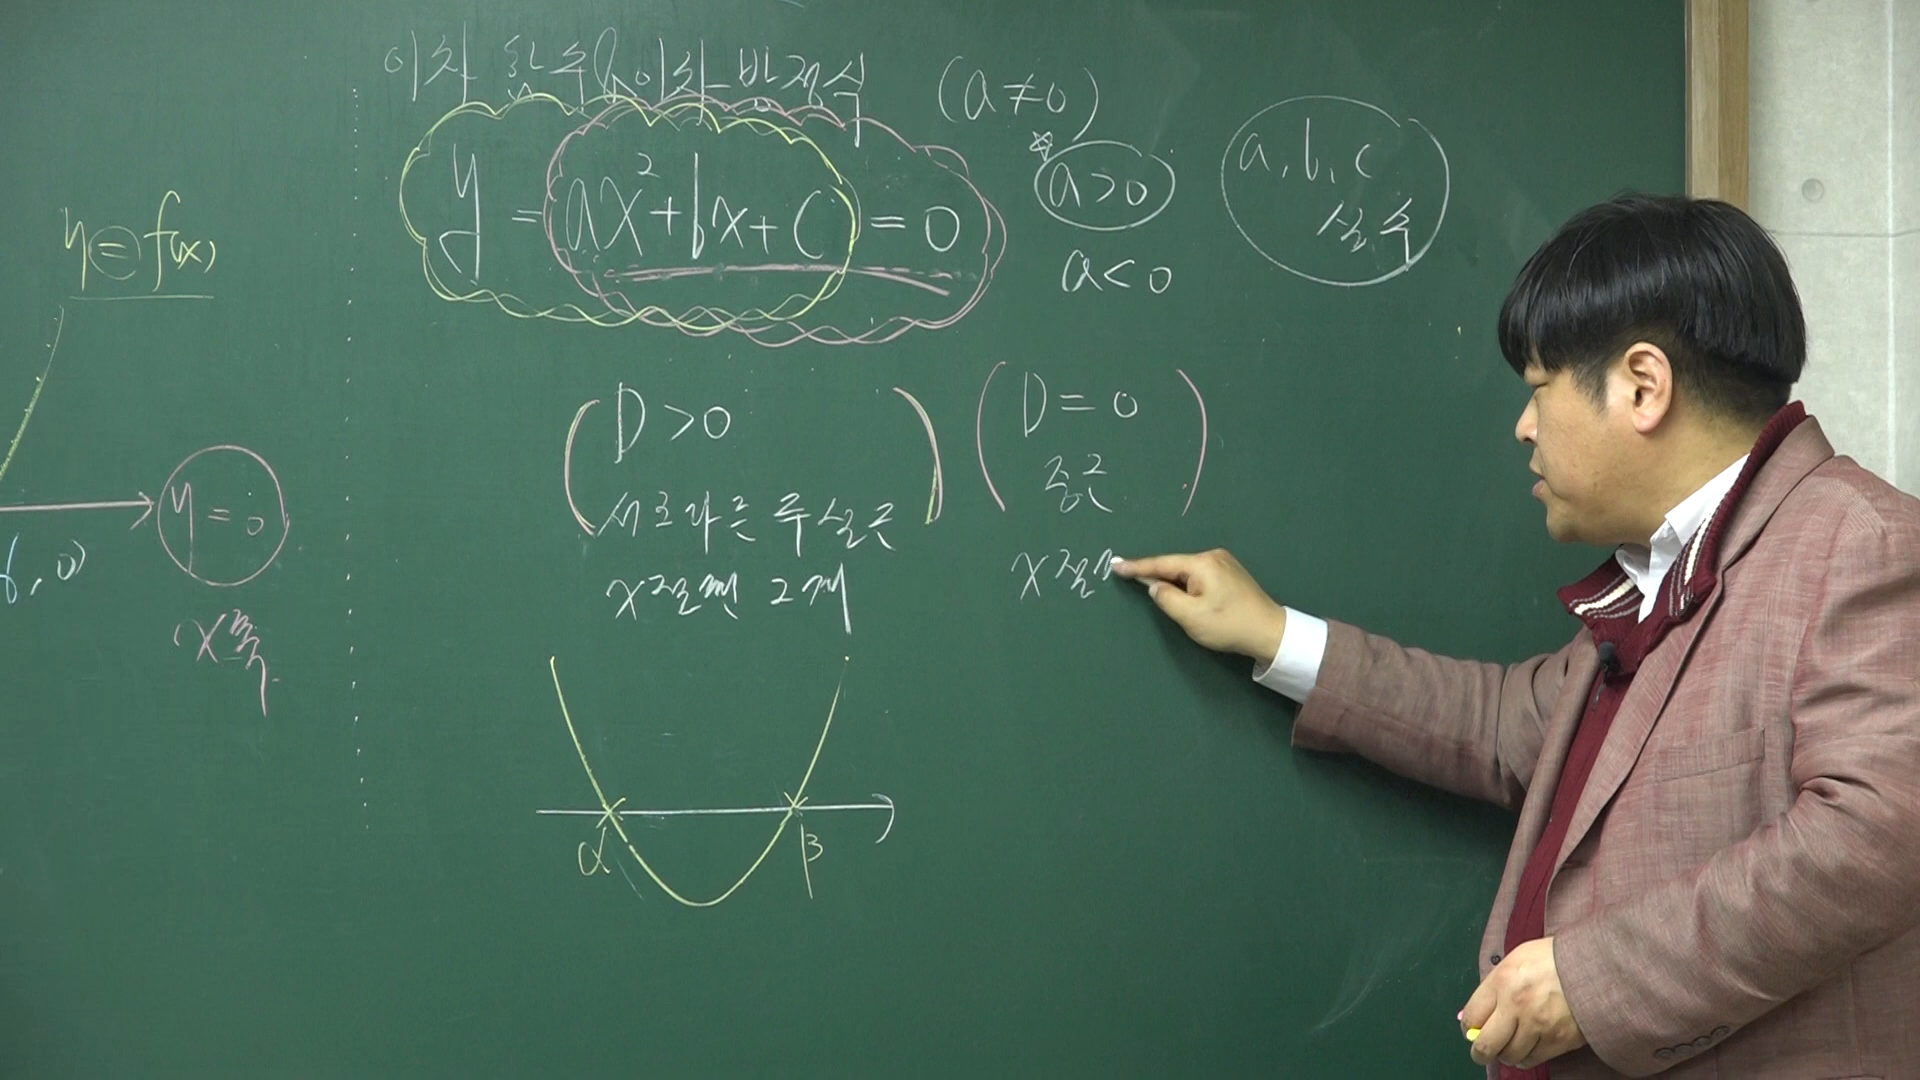 이차함수와 이차방정식 (a≠0)
y = ax²+bx+c = 0
a>0
a<0
a, b, c
실수
y=f(x)
y=0
x축
, 0)
D>0
서로다른 두 실근
x절편 2개
D=0
중근
x절
α
β